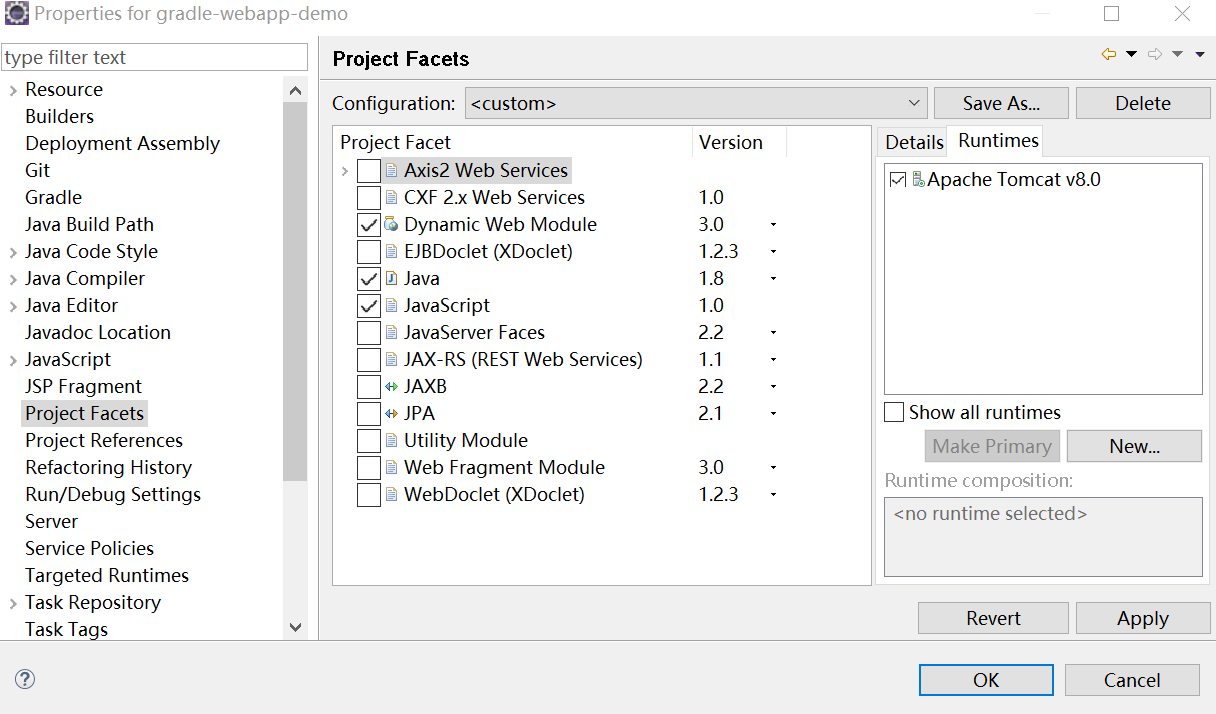 Properties for gradle-webapp-demo
type filter text
Resource
Builders
Deployment Assembly
Git
Gradle
Java Build Path
Java Code Style
Java Compiler
Java Editor
Javadoc Location
JavaScript
JSP Fragment
Project Facets
Project References
Refactoring History
Run/Debug Settings
Server
Service Policies
Targeted Runtimes
Task Repository
Task Tags
Project Facets
Configuration: <custom> Save As... Delete
Project Facet Version
Axis2 Web Services
CXF 2.x Web Services 1.0
Dynamic Web Module 3.0
EJBDoclet (XDoclet) 1.2.3
Java 1.8
JavaScript 1.0
JavaServer Faces 2.2
JAX-RS (REST Web Services) 1.1
JAXB 2.2
JPA 2.1
Utility Module
Web Fragment Module 3.0
WebDoclet (XDoclet) 1.2.3
Details Runtimes
Apache Tomcat v8.0
Show all runtimes
Make Primary New...
Runtime composition:
<no runtime selected>
Revert Apply
? OK Cancel